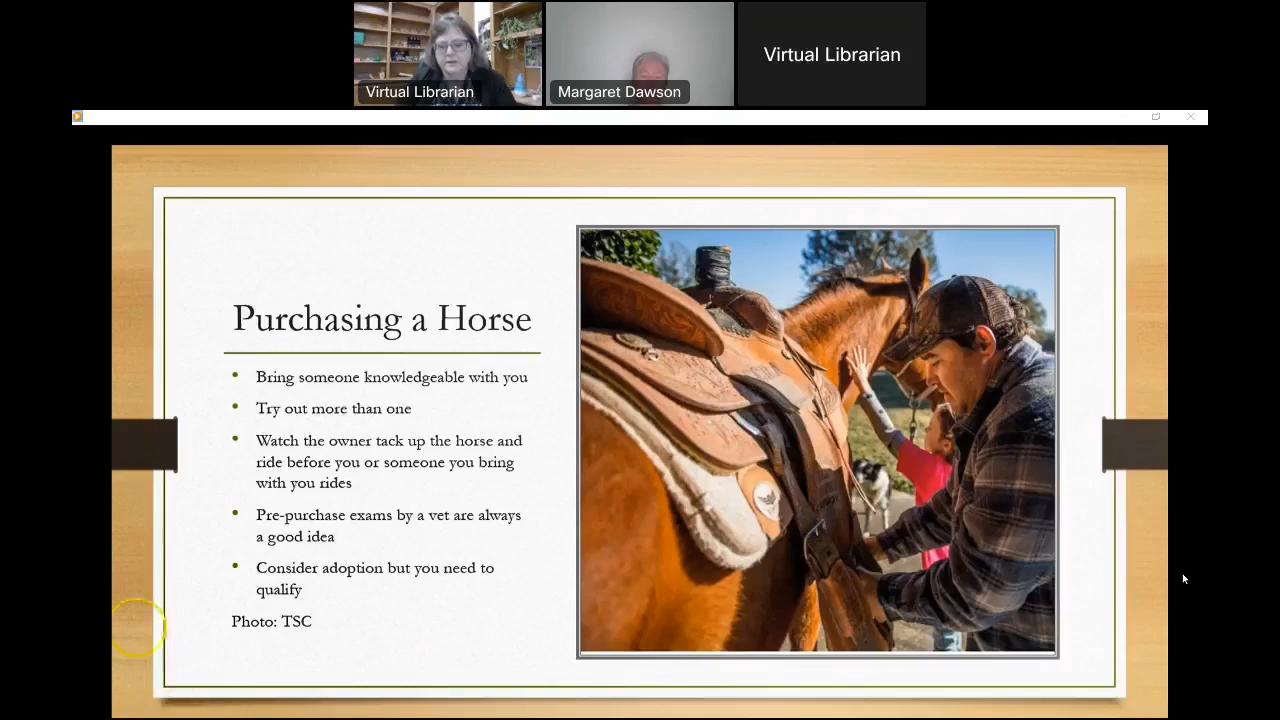 Virtual Librarian
Margaret Dawson
Virtual Librarian
Purchasing a Horse
• Bring someone knowledgeable with you
• Try out more than one
• Watch the owner tack up the horse and
ride before you or someone you bring
with you rides
• Pre-purchase exams by a vet are always
a good idea
• Consider adoption but you need to
qualify
Photo: TSC